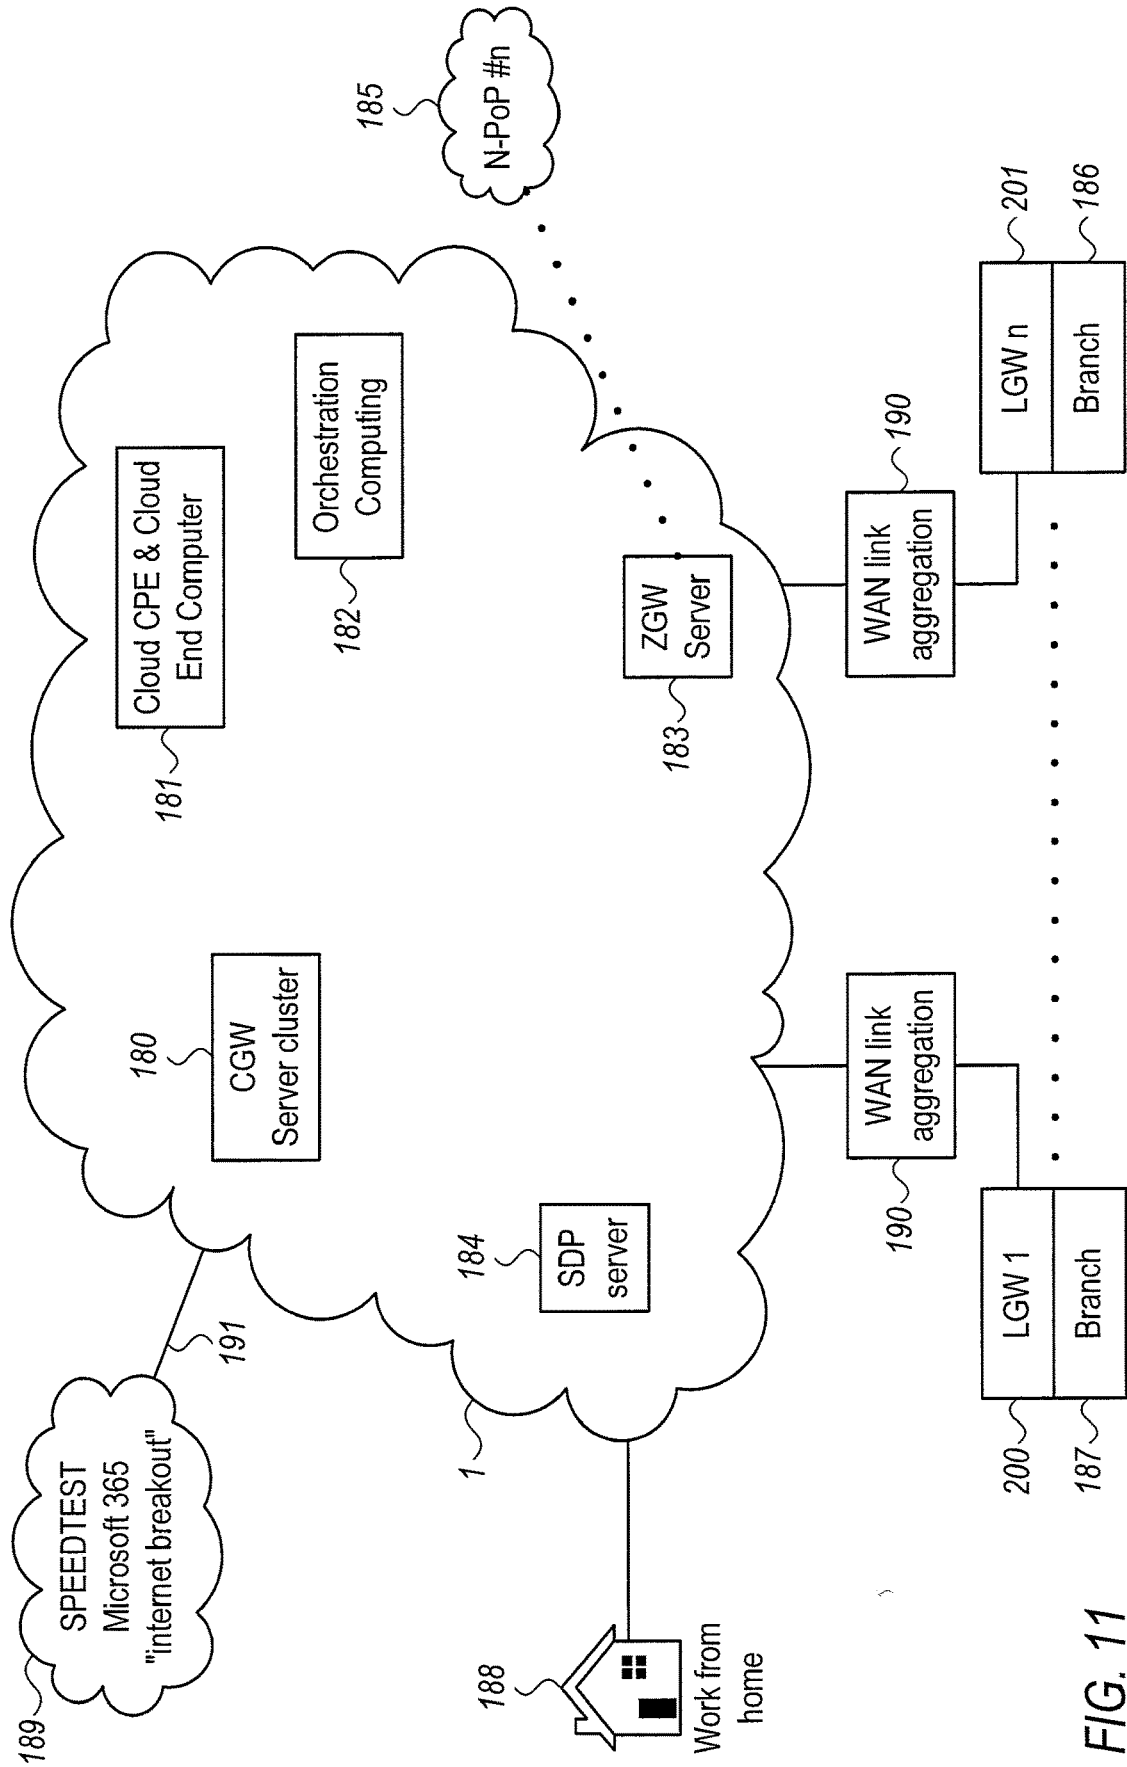 189
SPEEDTEST
Microsoft 365
"internet breakout"
191
180
CGW
Server cluster
181
Cloud CPE & Cloud
End Computer
182
Orchestration
Computing
185
N-PoP #n
1
184
SDP
server
183
ZGW
Server
188
Work from
home
190
WAN link
aggregation
190
WAN link
aggregation
200
LGW 1
187
Branch
LGW n
201
Branch
186
FIG. 11